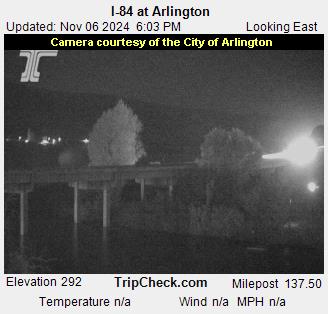 I-84 at Arlington
Updated: Nov 06 2024 6:03 PM Looking East
Camera courtesy of the City of Arlington
Elevation 292 TripCheck.com Milepost 137.50
Temperature n/a Wind n/a MPH n/a